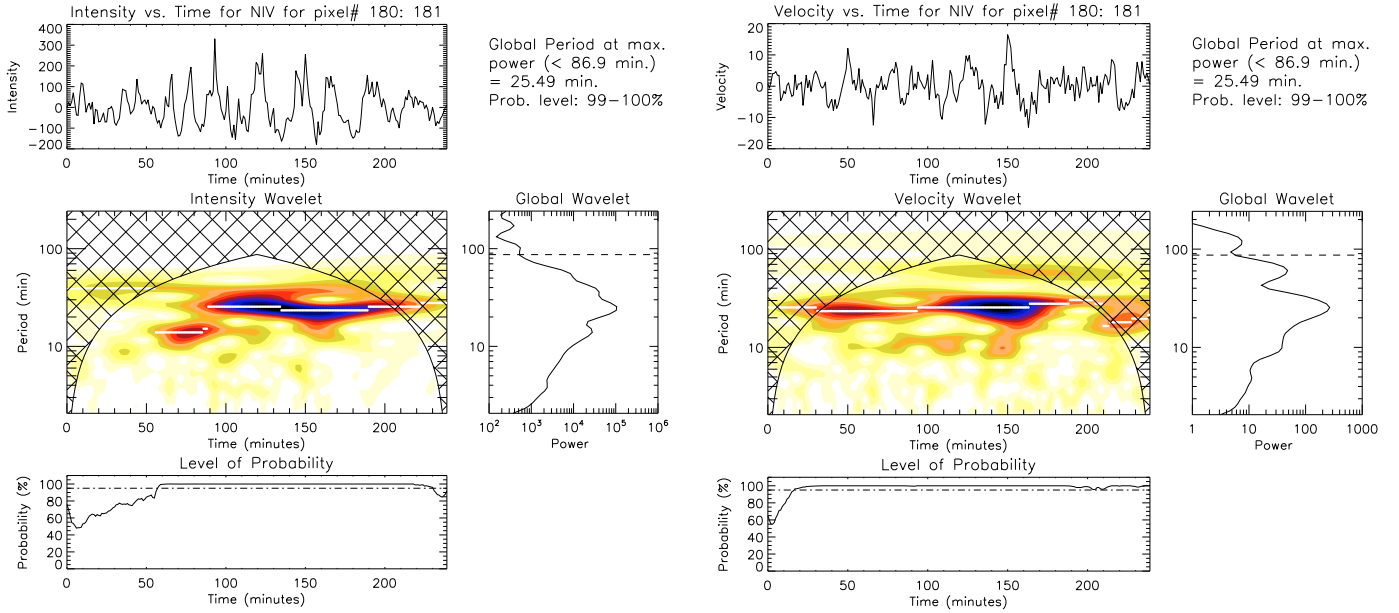 Intensity vs. Time for NIV for pixel# 180: 181
400
300
200
100
0
−100
−200
Intensity
0 50 100 150 200
Time (minutes)
Global Period at max.
power (< 86.9 min.)
= 25.49 min.
Prob. level: 99−100%
Intensity Wavelet
100
10
Period (min)
0 50 100 150 200
Time (minutes)
Global Wavelet
10² 10³ 10⁴ 10⁵ 10⁶
Power
Level of Probability
100
80
60
40
20
0
Probability (%)
0 50 100 150 200
Time (minutes)
Velocity vs. Time for NIV for pixel# 180: 181
20
10
0
−10
−20
Velocity
0 50 100 150 200
Time (minutes)
Global Period at max.
power (< 86.9 min.)
= 25.49 min.
Prob. level: 99−100%
Velocity Wavelet
100
10
Period (min)
0 50 100 150 200
Time (minutes)
Global Wavelet
100
10
1 10 100 1000
Power
Level of Probability
100
80
60
40
20
0
Probability (%)
0 50 100 150 200
Time (minutes)